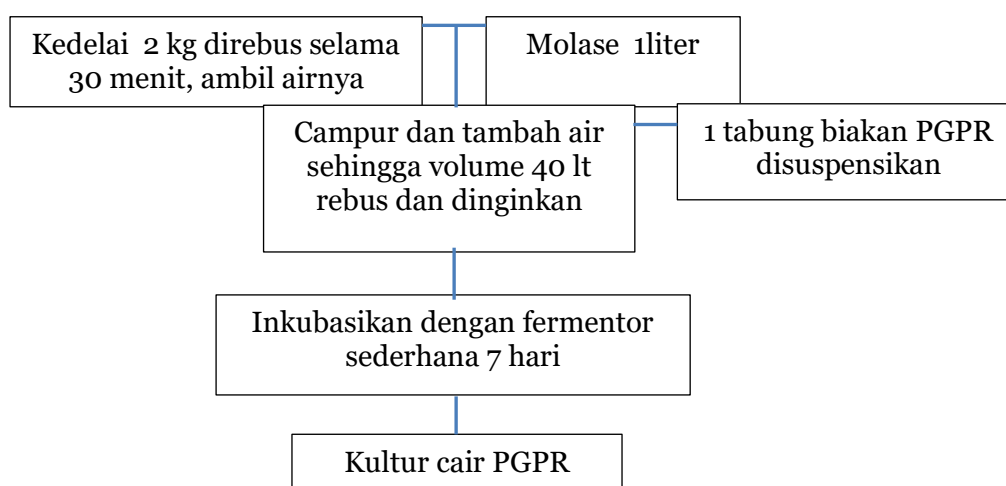 Kedelai  2 kg direbus selama
30 menit, ambil airnya
Molase  1liter
Campur dan tambah air
sehingga volume 40 lt
rebus dan dinginkan
1 tabung biakan PGPR
disuspensikan
Inkubasikan dengan fermentor
sederhana 7 hari
Kultur cair PGPR